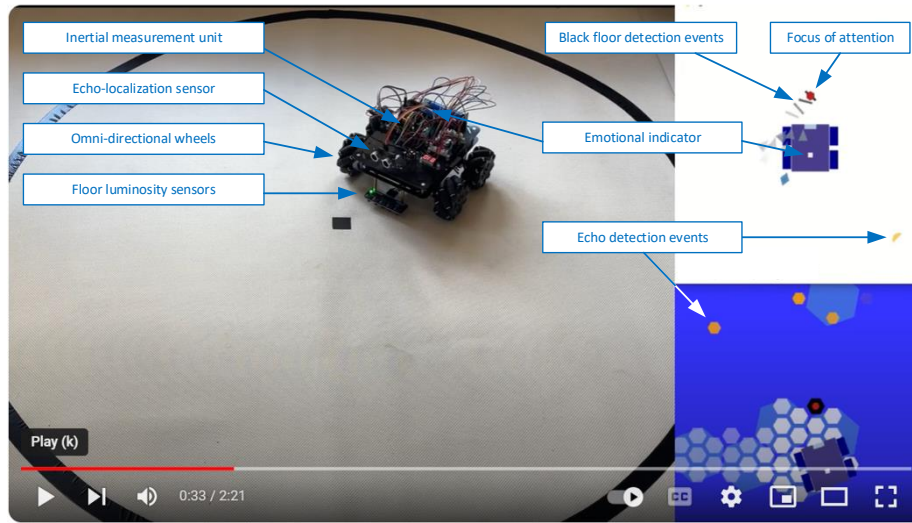 Inertial measurement unit
Black floor detection events
Focus of attention
Echo-localization sensor
Omni-directional wheels
Emotional indicator
Floor luminosity sensors
Echo detection events
Play (k)
0:33 / 2:21
CC